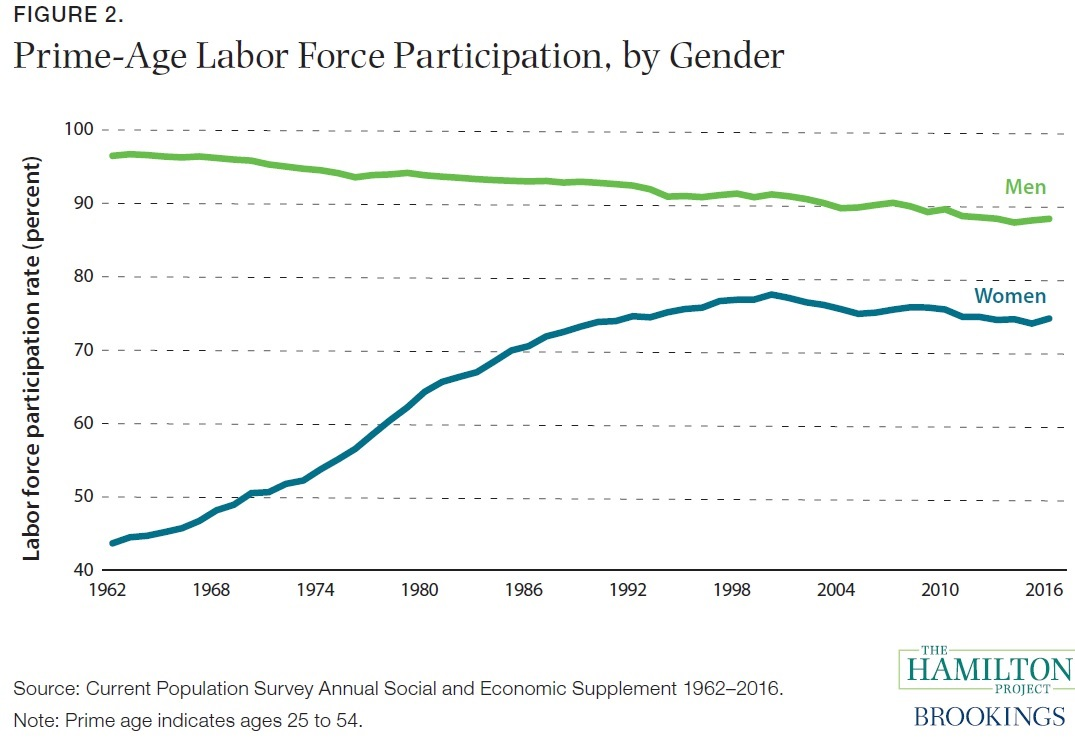 FIGURE 2.
Prime-Age Labor Force Participation, by Gender
Labor force participation rate (percent)
100
90
80
70
60
50
40
Men
Women
1962 1968 1974 1980 1986 1992 1998 2004 2010 2016
Source: Current Population Survey Annual Social and Economic Supplement 1962–2016.
Note: Prime age indicates ages 25 to 54.
THE
HAMILTON
PROJECT
BROOKINGS